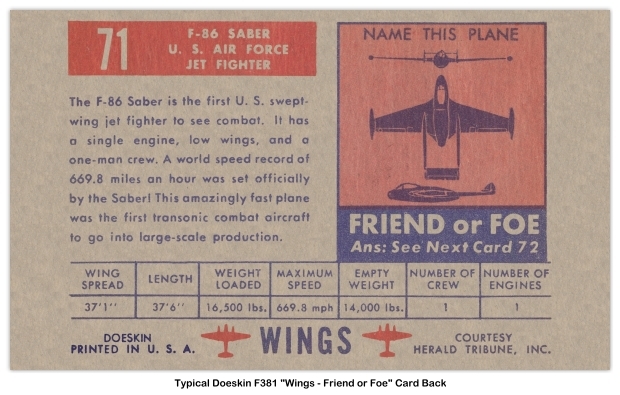 71
F-86 SABER
U. S. AIR FORCE
JET FIGHTER
The F-86 Saber is the first U. S. swept-
wing jet fighter to see combat. It has
a single engine, low wings, and a
one-man crew. A world speed record of
669.8 miles an hour was set officially
by the Saber! This amazingly fast plane
was the first transonic combat aircraft
to go into large-scale production.
NAME THIS PLANE
FRIEND or FOE
Ans: See Next Card 72
WING SPREAD LENGTH WEIGHT LOADED MAXIMUM SPEED EMPTY WEIGHT NUMBER OF CREW NUMBER OF ENGINES
37'1'' 37'6'' 16,500 lbs. 669.8 mph 14,000 lbs. 1 1
DOESKIN
PRINTED IN U. S. A.
WINGS
COURTESY
HERALD TRIBUNE, INC.
Typical Doeskin F381 "Wings - Friend or Foe" Card Back